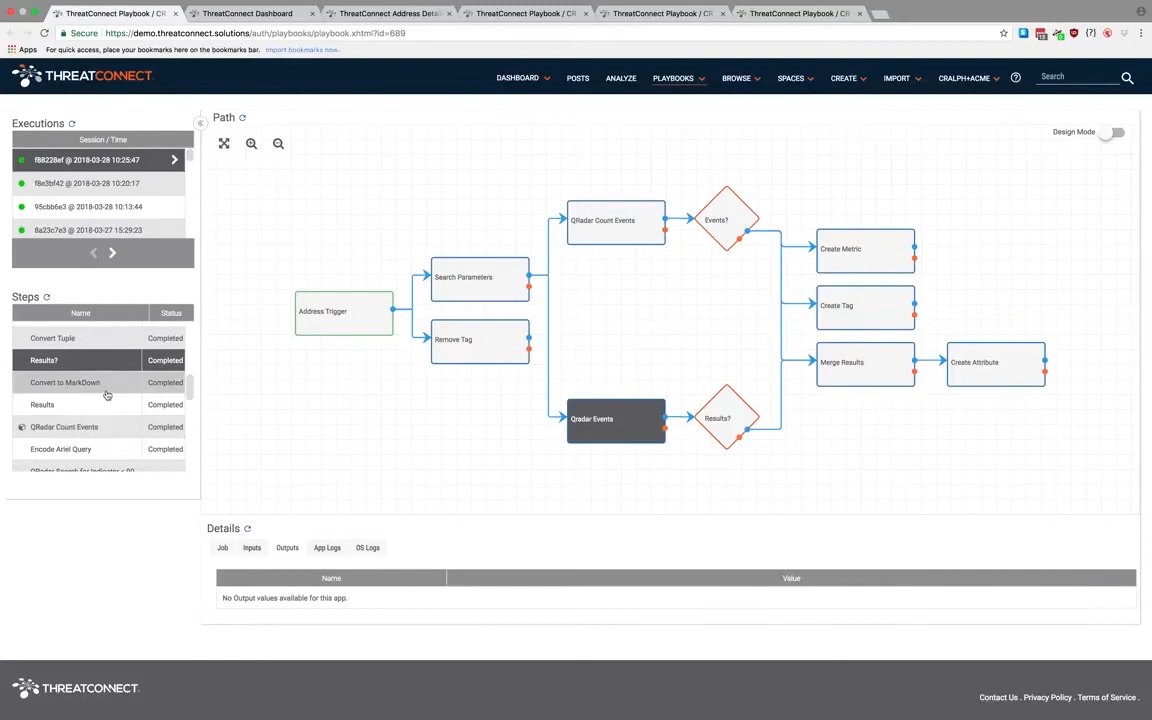 ThreatConnect Playbook / CR
ThreatConnect Dashboard
ThreatConnect Address Detai
ThreatConnect Playbook / CR
ThreatConnect Playbook / CR
ThreatConnect Playbook / CR
Secure https://demo.threatconnect.solutions/auth/playbooks/playbook.xhtml?id=689
Apps For quick access, place your bookmarks here on the bookmarks bar. Import bookmarks now...
THREATCONNECT
DASHBOARD POSTS ANALYZE PLAYBOOKS BROWSE SPACES CREATE IMPORT CRALPH+ACME Search
Executions
Session / Time
f88228ef @ 2018-03-28 10:25:47
f8e3bf42 @ 2018-03-28 10:20:17
95cbb6e3 @ 2018-03-28 10:13:44
8a23c7e3 @ 2018-03-27 15:29:23
Steps
Name Status
Convert Tuple Completed
Results? Completed
Convert to MarkDown Completed
Results Completed
QRadar Count Events Completed
Encode Ariel Query Completed
QRadar Search for Indicator < 90
Path
Design Mode
QRadar Count Events
Events?
Create Metric
Search Parameters
Address Trigger
Create Tag
Remove Tag
Merge Results
Create Attribute
Qradar Events
Results?
Details
Job Inputs Outputs App Logs OS Logs
Name Value
No Output values available for this app.
THREATCONNECT
Contact Us . Privacy Policy . Terms of Service .